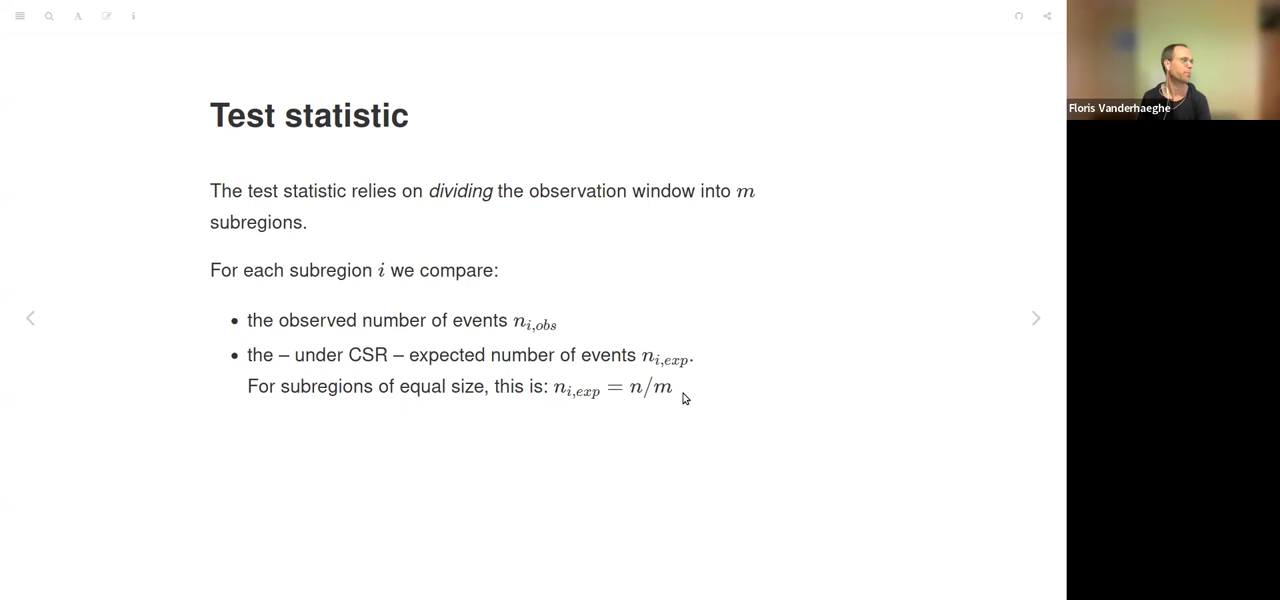 Test statistic
The test statistic relies on dividing the observation window into m
subregions.
For each subregion i we compare:
• the observed number of events n_{i,obs}
• the – under CSR – expected number of events n_{i,exp}.
For subregions of equal size, this is: n_{i,exp} = n/m
Floris Vanderhaeghe